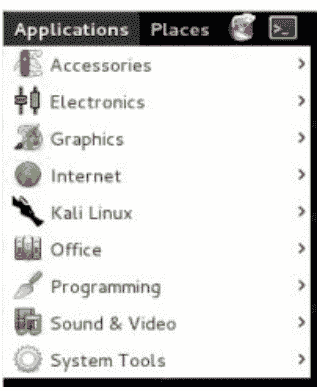 Applications Places
Accessories
Electronics
Graphics
Internet
Kali Linux
Office
Programming
Sound & Video
System Tools